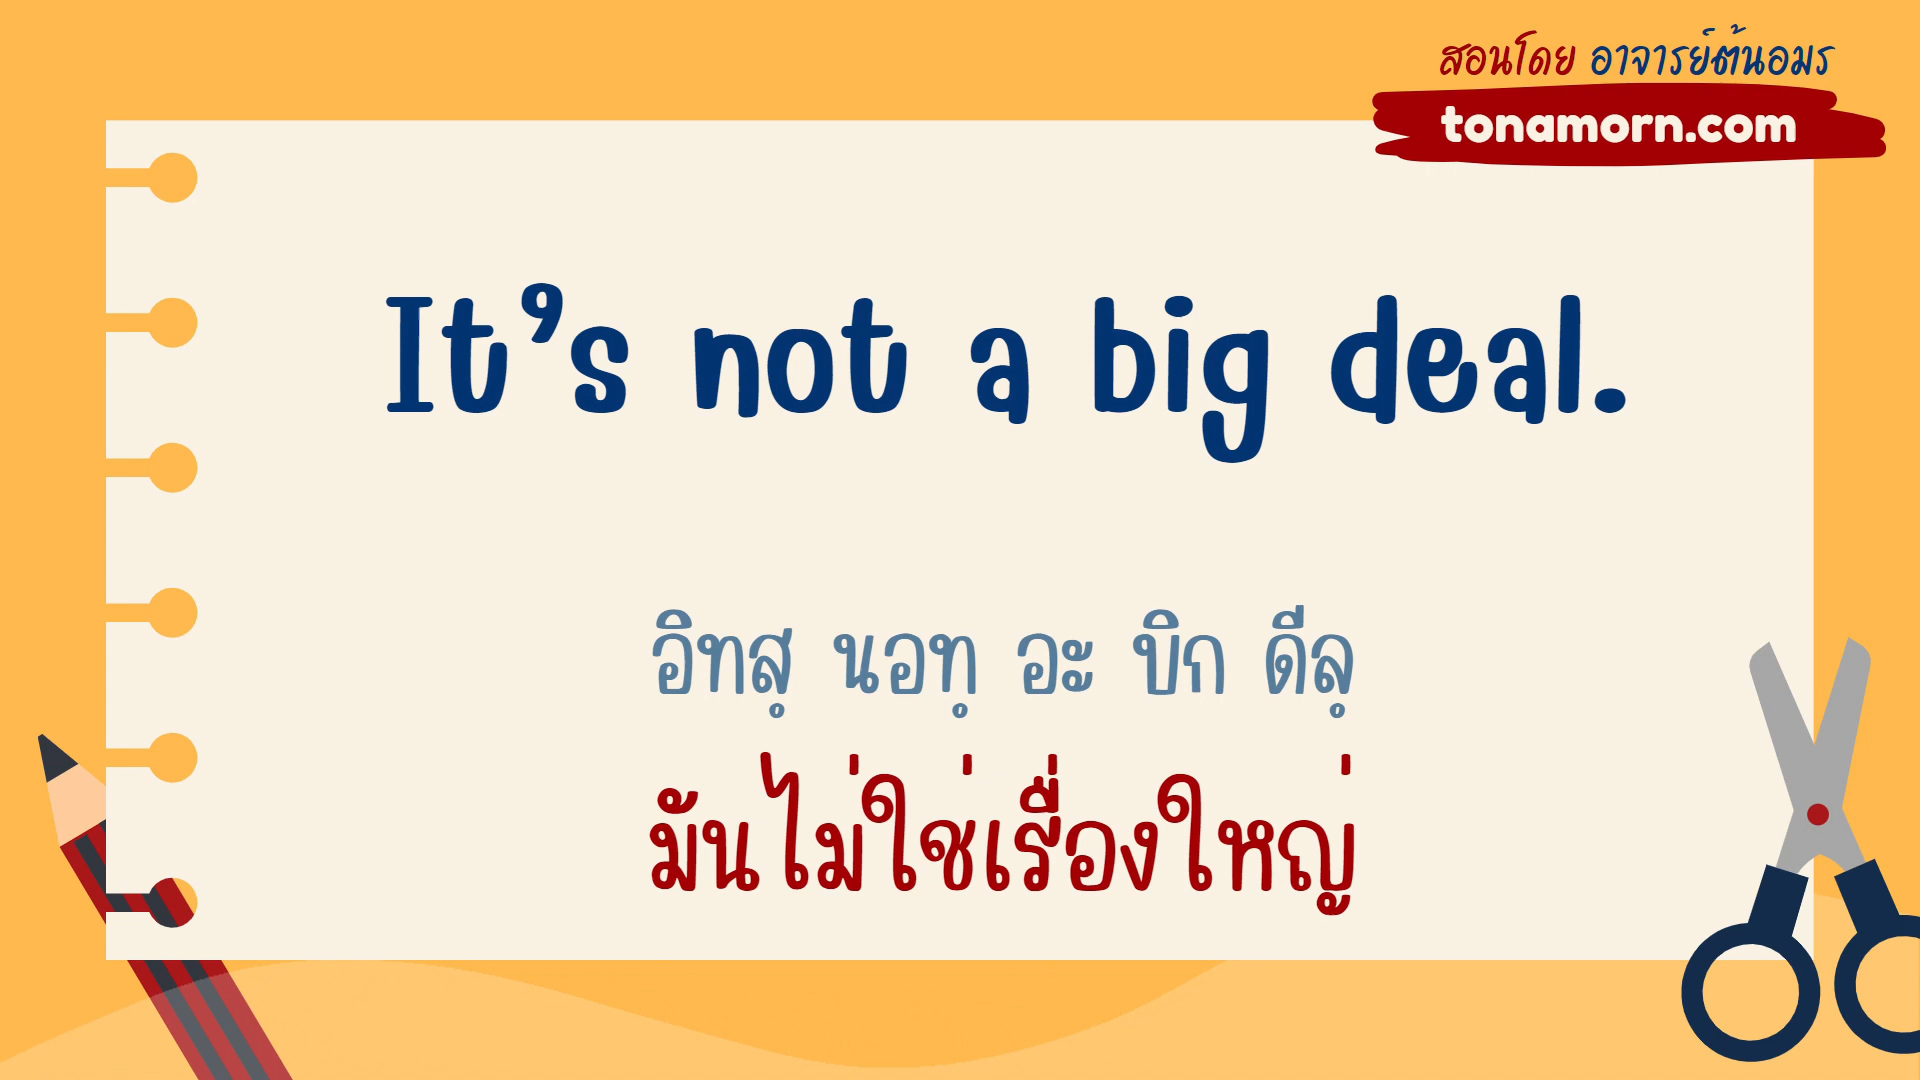 สอนโดย อาจารย์ต้นอมร
tonamorn.com
It's not a big deal.
อิทสฺ นอทฺ อะ บิก ดีลฺ
มันไม่ใช่เรื่องใหญ่